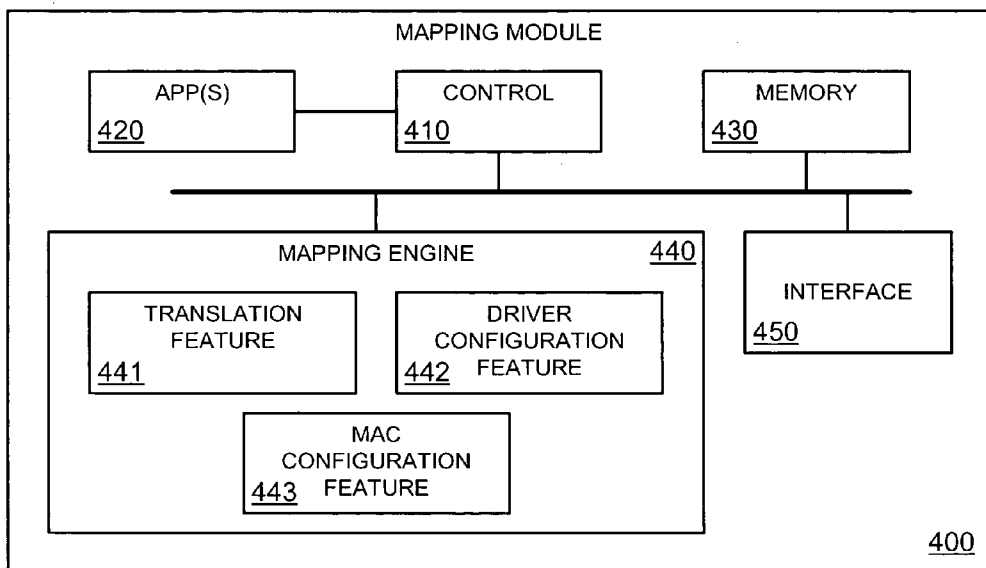 MAPPING MODULE
APP(S)
420
CONTROL
410
MEMORY
430
MAPPING ENGINE
440
TRANSLATION
FEATURE
441
DRIVER
CONFIGURATION
FEATURE
442
MAC
CONFIGURATION
FEATURE
443
INTERFACE
450
400